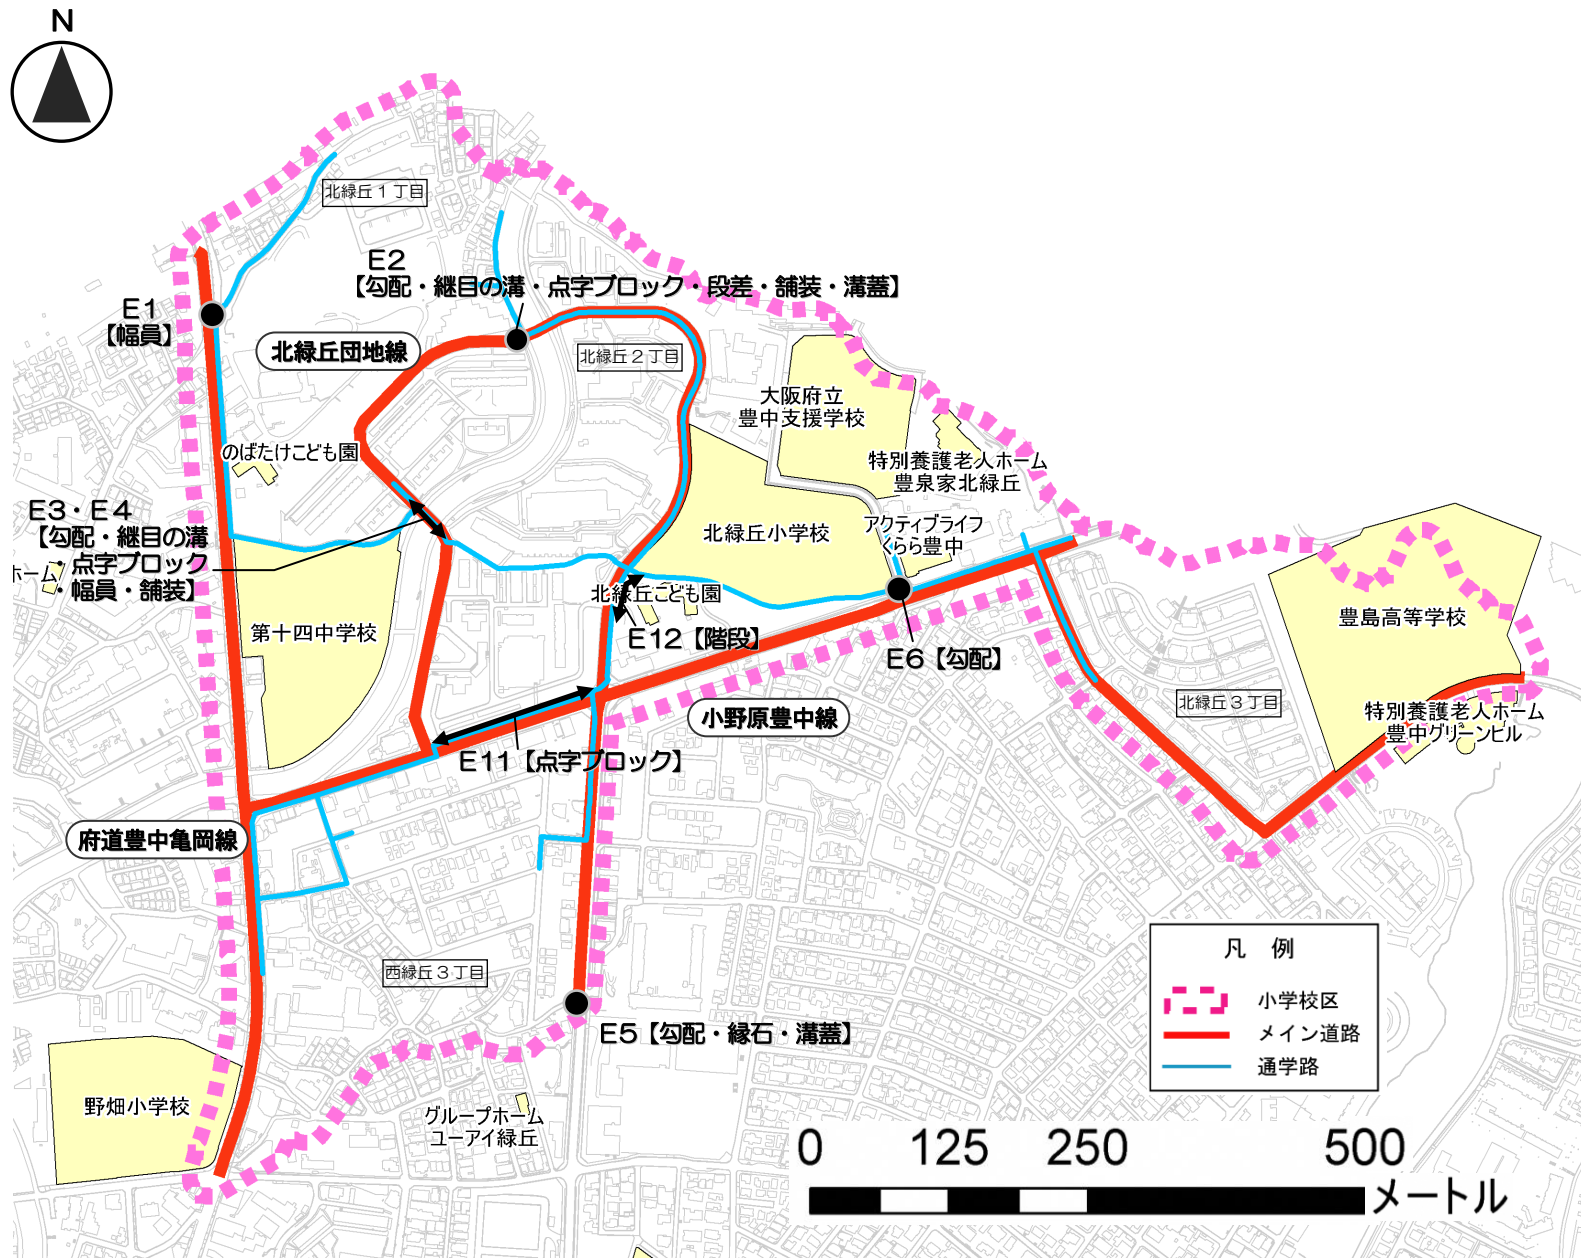 N
北緑丘１丁目
E2
【勾配・継目の溝・点字ブロック・段差・舗装・溝蓋】
E1
【幅員】
北緑丘団地線
北緑丘２丁目
大阪府立
豊中支援学校
のばたけこども園
特別養護老人ホーム
豊泉家北緑丘
E3・E4
【勾配・継目の溝
・点字ブロック
・幅員・舗装】
ホーム
北緑丘小学校
アクティブライフ
くらら豊中
北緑丘こども園
第十四中学校
E12【階段】
E6【勾配】
豊島高等学校
北緑丘３丁目
小野原豊中線
特別養護老人ホーム
豊中グリーンヒル
E11【点字ブロック】
府道豊中亀岡線
西緑丘３丁目
E5【勾配・縁石・溝蓋】
凡 例
小学校区
メイン道路
通学路
野畑小学校
グループホーム
ユーアイ緑丘
0 125 250 500
メートル